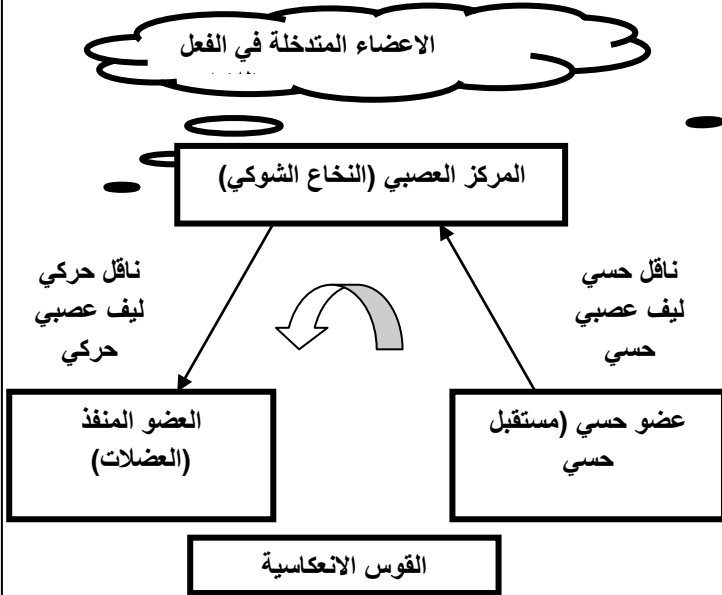 الاعضاء المتدخلة في الفعل
المركز العصبي (النخاع الشوكي)
ناقل حسي
ليف عصبي
حسي
ناقل حركي
ليف عصبي
حركي
عضو حسي (مستقبل
حسي
العضو المنفذ
(العضلات)
القوس الانعكاسية